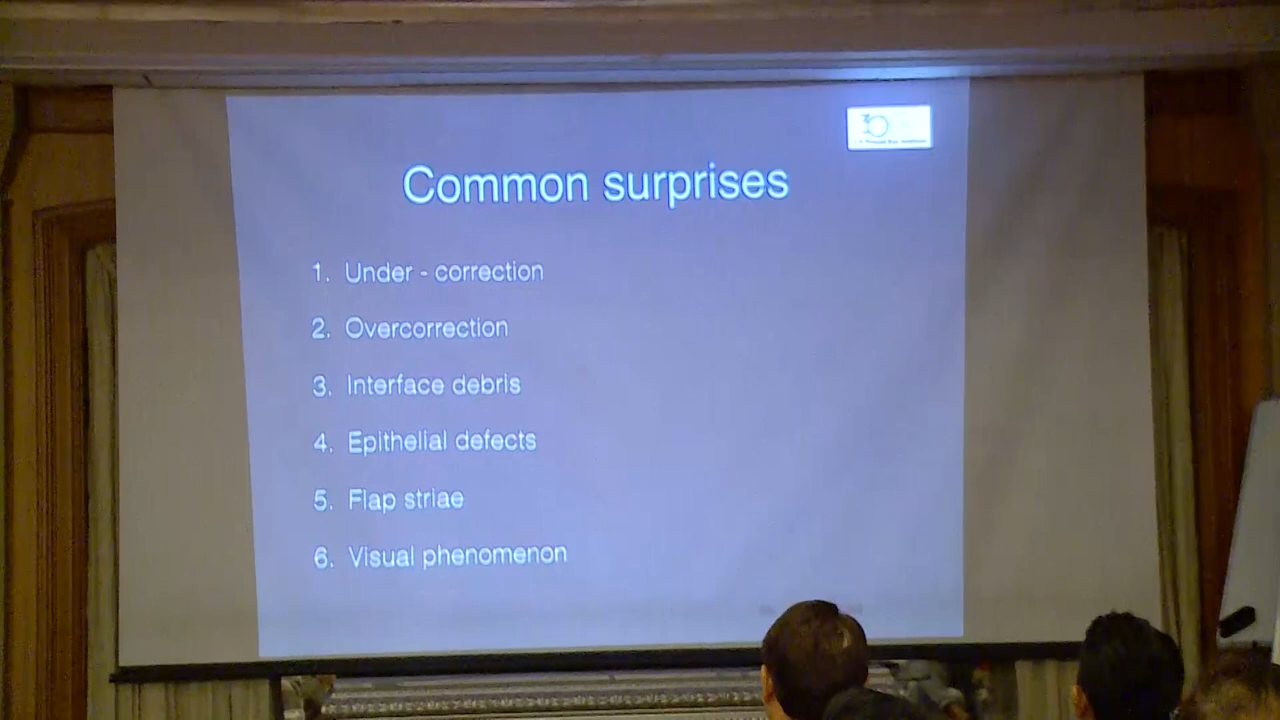 Common surprises
1. Under - correction
2. Overcorrection
3. Interface debris
4. Epithelial defects
5. Flap striae
6. Visual phenomenon